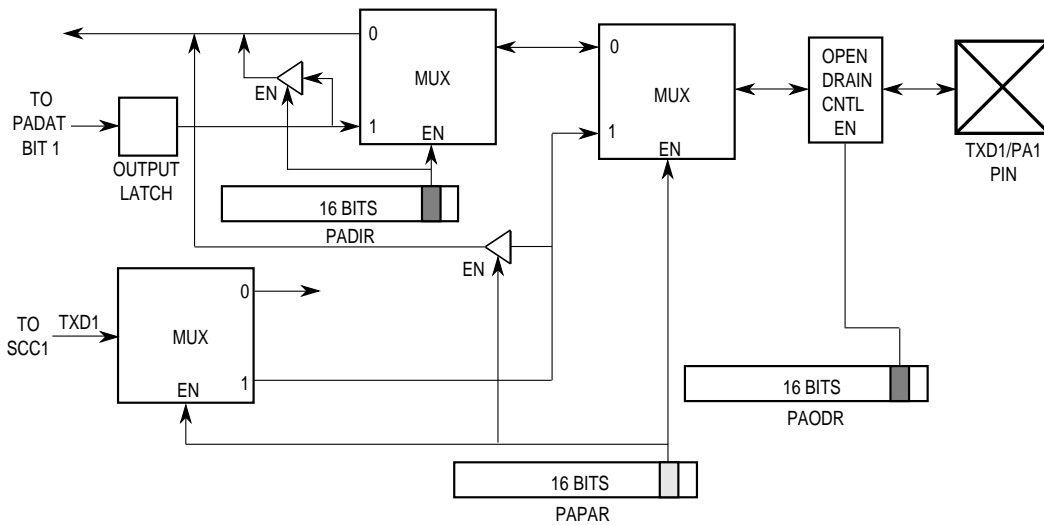 0
MUX
1
EN
EN
TO
PADAT
BIT 1
OUTPUT
LATCH
16 BITS
PADIR
0
MUX
1
EN
OPEN
DRAIN
CNTL
EN
TXD1/PA1
PIN
EN
TO
SCC1
TXD1
0
MUX
EN
1
16 BITS
PAODR
16 BITS
PAPAR